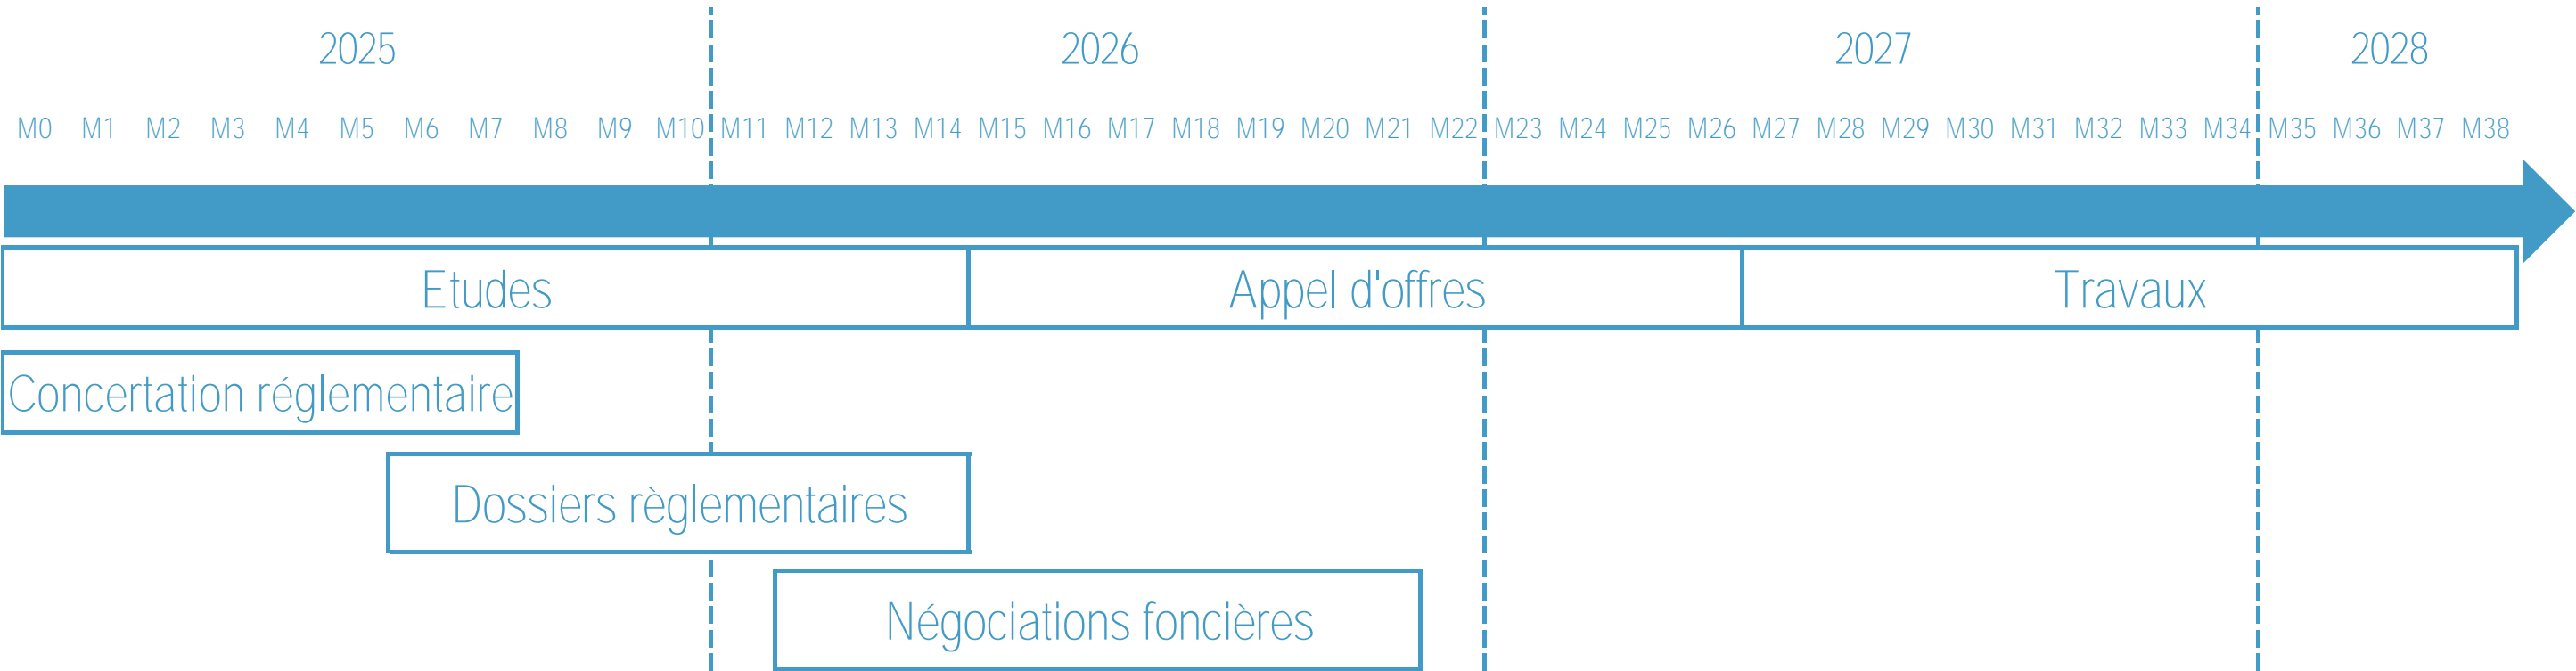 2025 2026 2027 2028
M0 M1 M2 M3 M4 M5 M6 M7 M8 M9 M10 M11 M12 M13 M14 M15 M16 M17 M18 M19 M20 M21 M22 M23 M24 M25 M26 M27 M28 M29 M30 M31 M32 M33 M34 M35 M36 M37 M38
Etudes Appel d'offres Travaux
Concertation réglementaire
Dossiers règlementaires
Négociations foncières